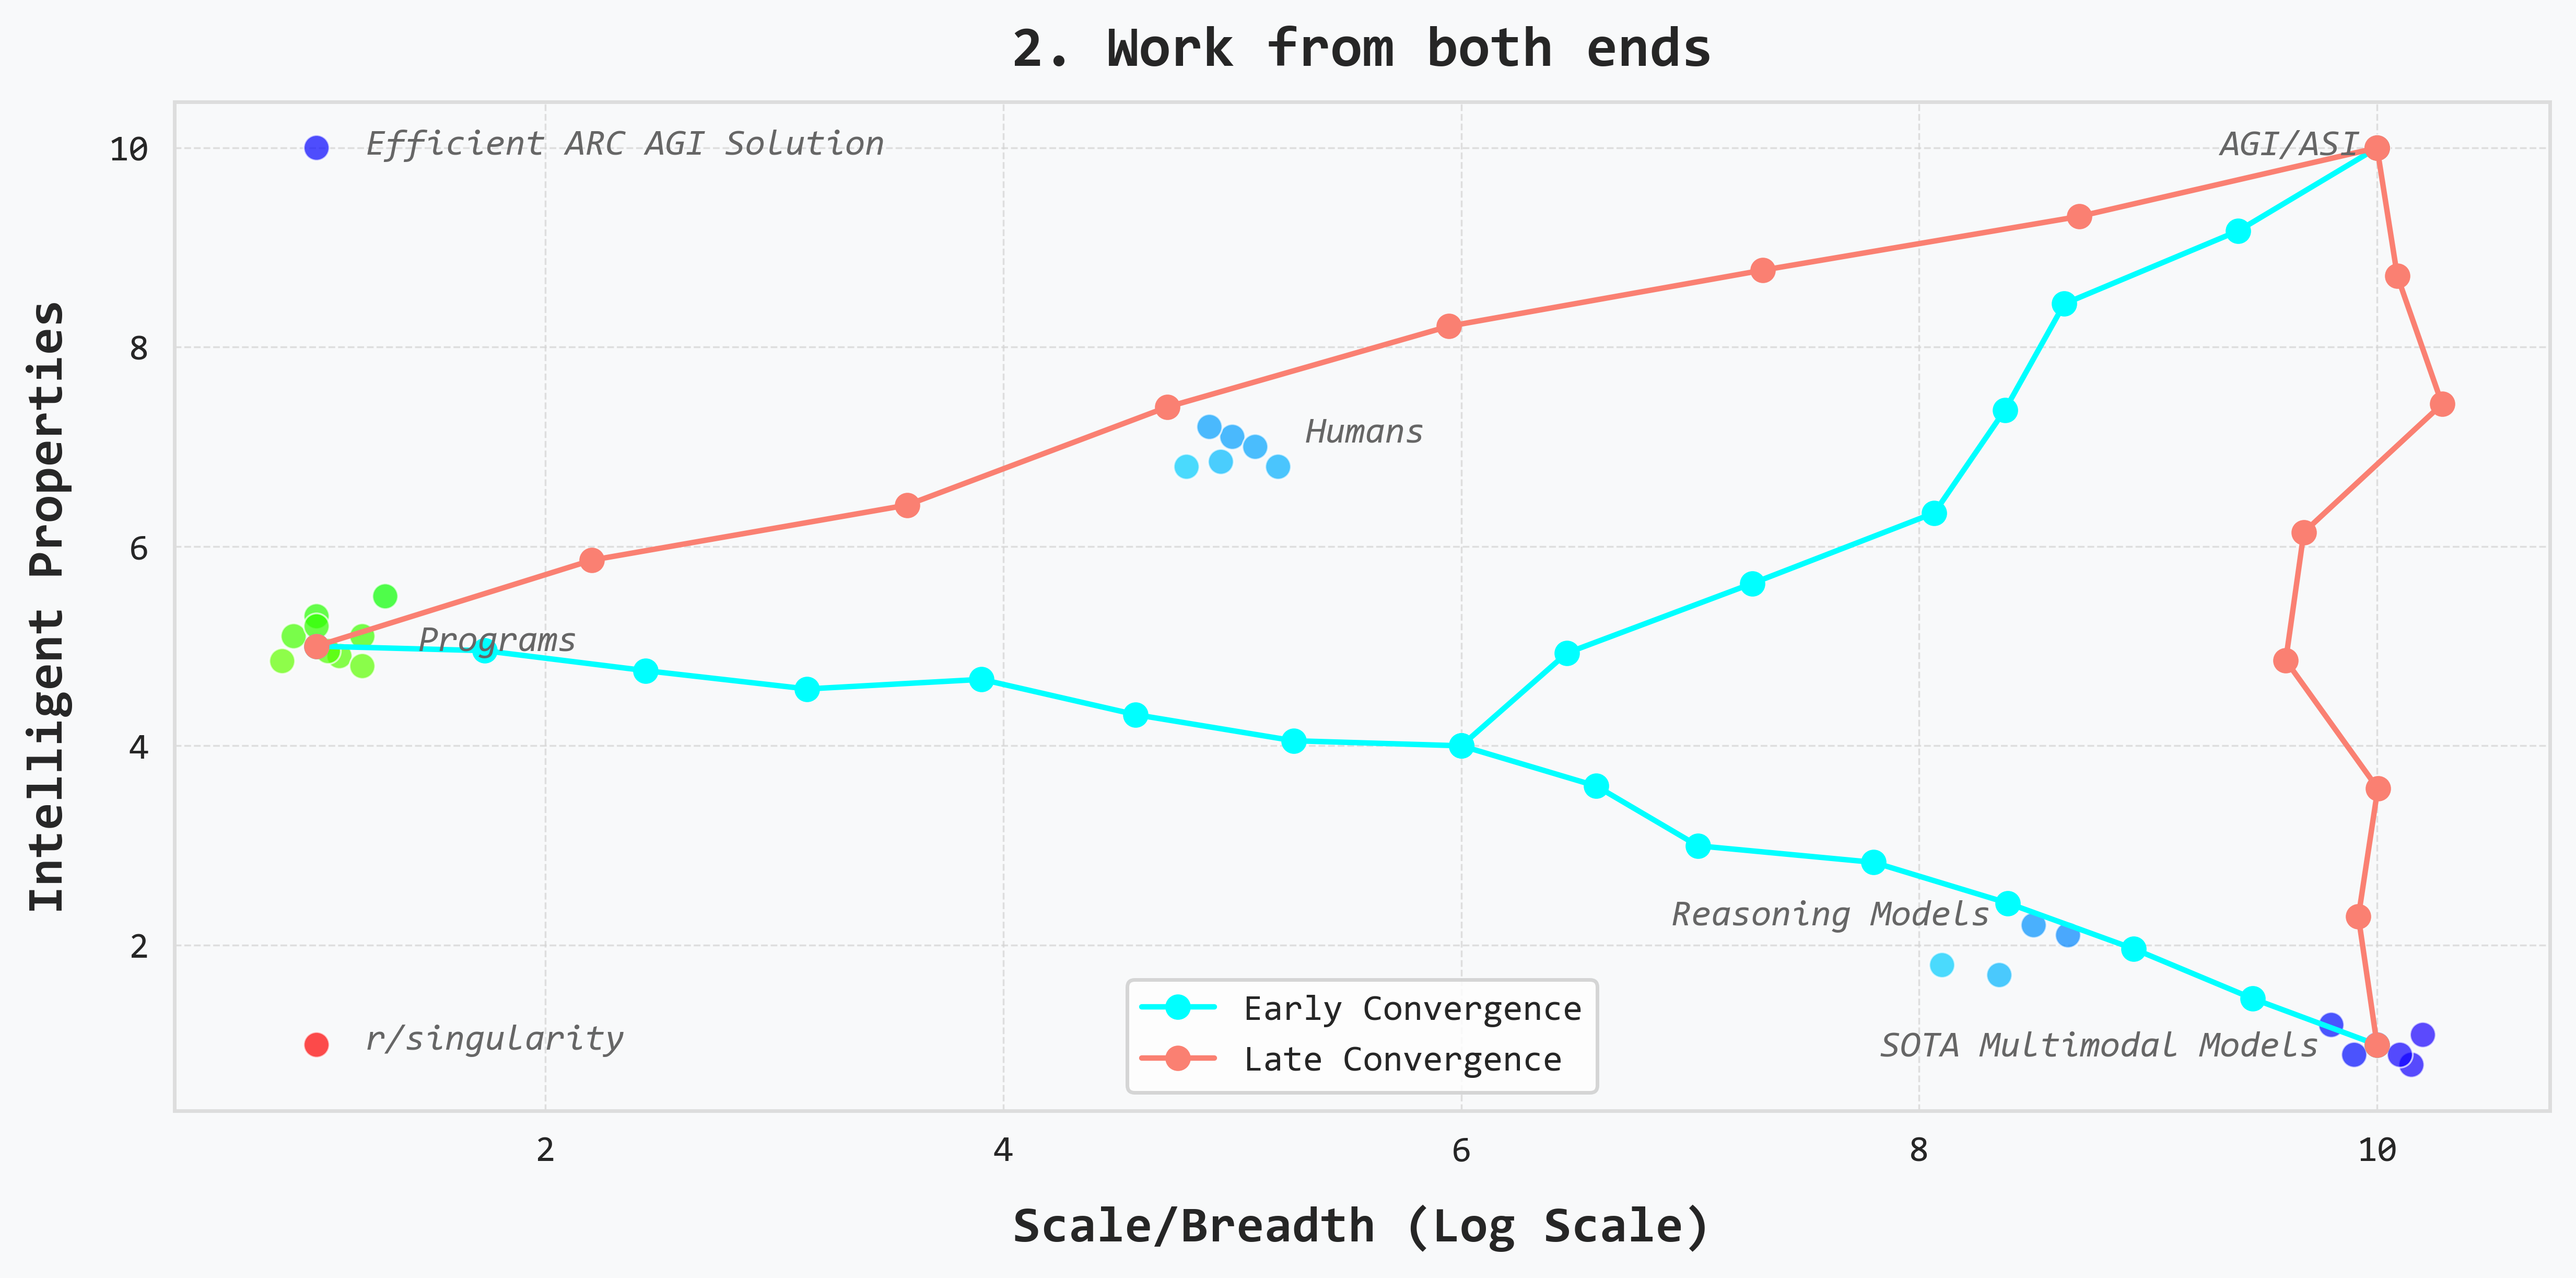 2. Work from both ends
Intelligent Properties
10
8
6
4
2
Efficient ARC AGI Solution
AGI/ASI
Humans
Programs
Reasoning Models
r/singularity
SOTA Multimodal Models
Early Convergence
Late Convergence
2 4 6 8 10
Scale/Breadth (Log Scale)